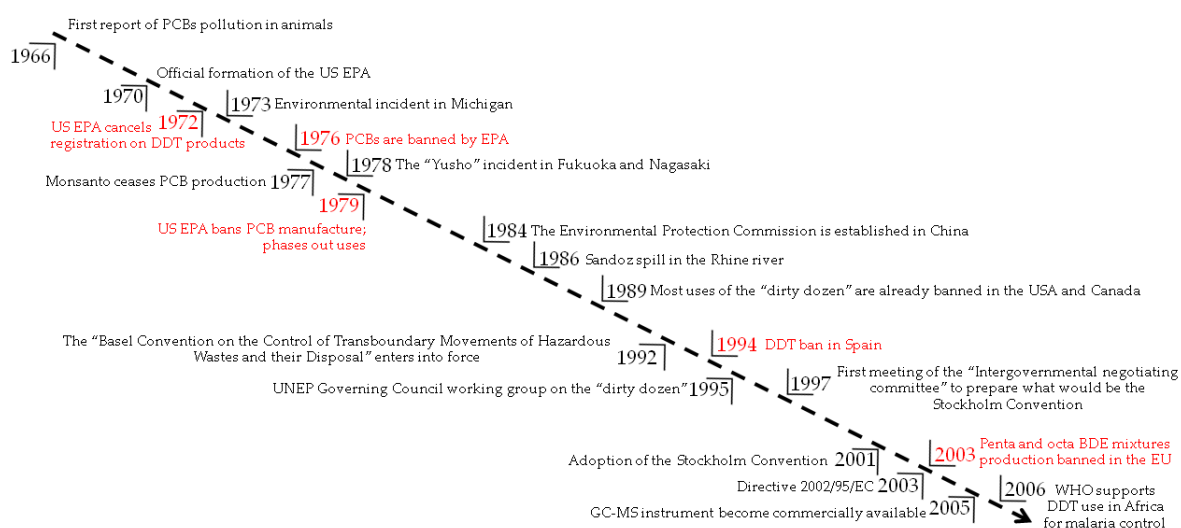 First report of PCBs pollution in animals
1966
Official formation of the US EPA
1970
1973 Environmental incident in Michigan
US EPA cancels 1972
registration on DDT products
1976 PCBs are banned by EPA
1978 The “Yusho” incident in Fukuoka and Nagasaki
Monsanto ceases PCB production 1977
1979
US EPA bans PCB manufacture;
phases out uses
1984 The Environmental Protection Commission is established in China
1986 Sandoz spill in the Rhine river
1989 Most uses of the “dirty dozen” are already banned in the USA and Canada
The “Basel Convention on the Control of Transboundary Movements of Hazardous
Wastes and their Disposal” enters into force
1992
1994 DDT ban in Spain
UNEP Governing Council working group on the “dirty dozen” 1995
1997
First meeting of the “Intergovernmental negotiating
committee” to prepare what would be the
Stockholm Convention
Adoption of the Stockholm Convention 2001
2003
Penta and octa BDE mixtures
production banned in the EU
Directive 2002/95/EC 2003
GC-MS instrument become commercially available 2005
2006 WHO supports
DDT use in Africa
for malaria control